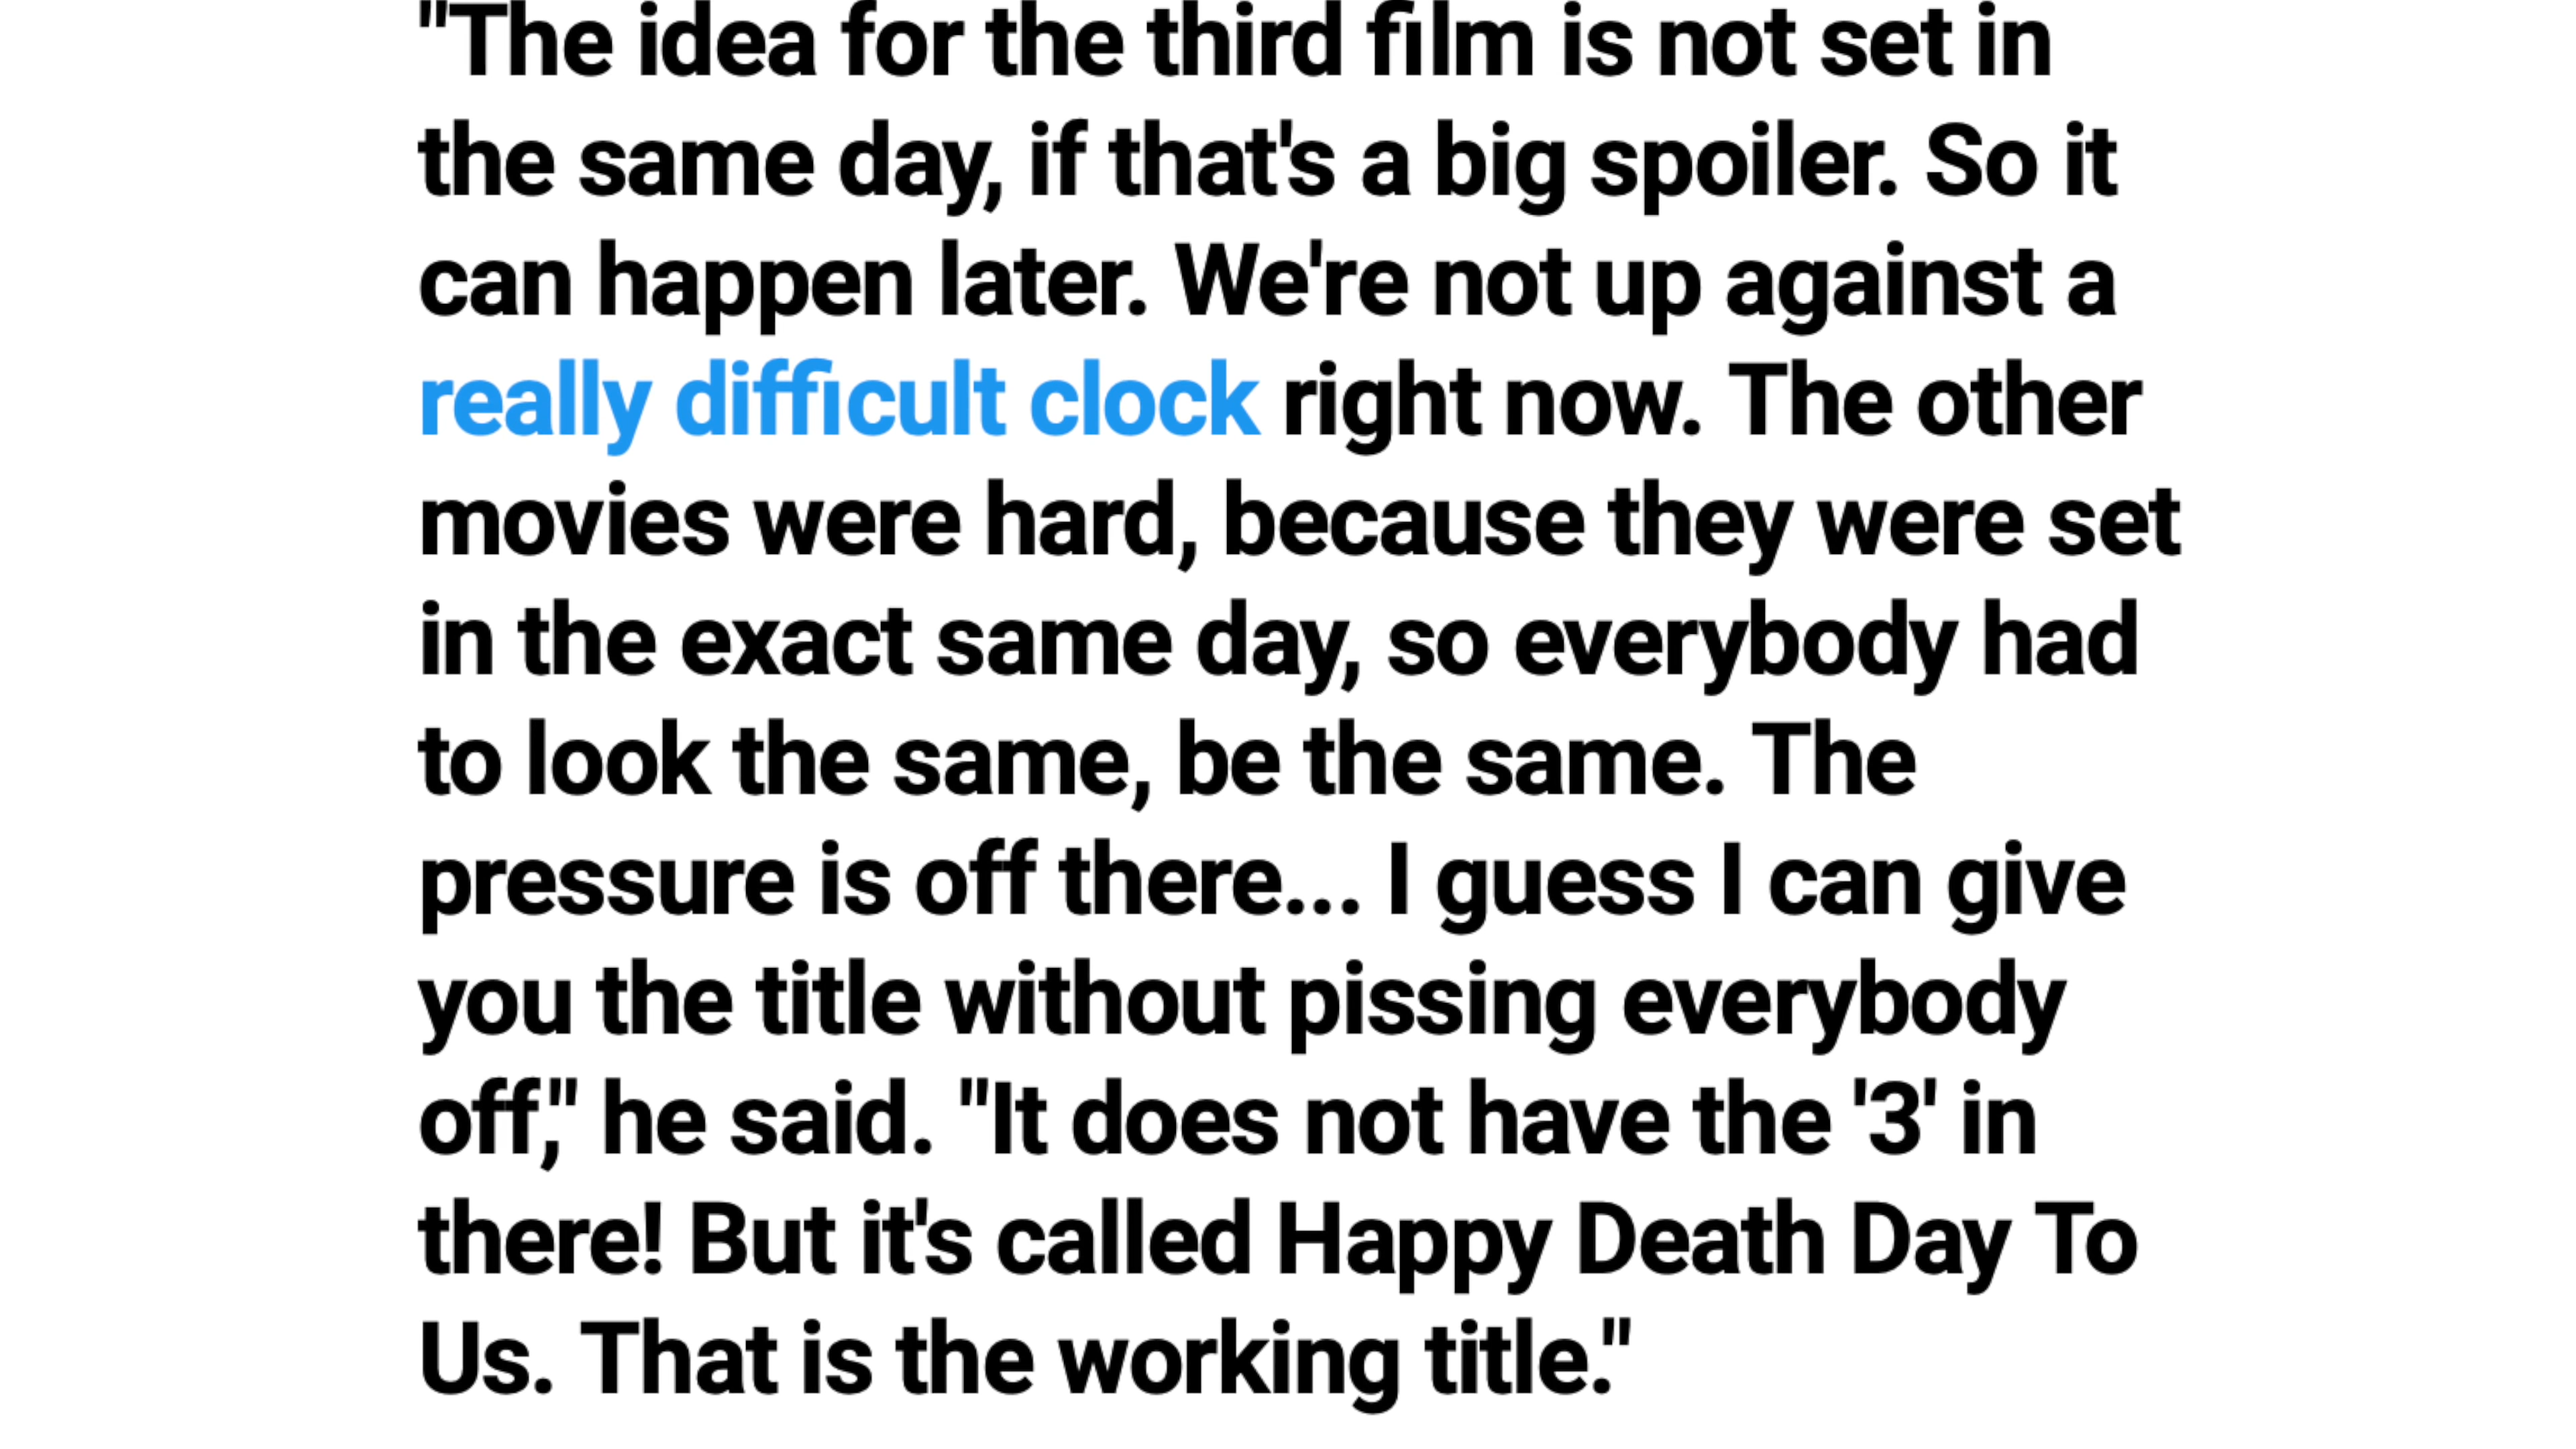 "The idea for the third film is not set in
the same day, if that's a big spoiler. So it
can happen later. We're not up against a
really difficult clock right now. The other
movies were hard, because they were set
in the exact same day, so everybody had
to look the same, be the same. The
pressure is off there... I guess I can give
you the title without pissing everybody
off," he said. "It does not have the '3' in
there! But it's called Happy Death Day To
Us. That is the working title."